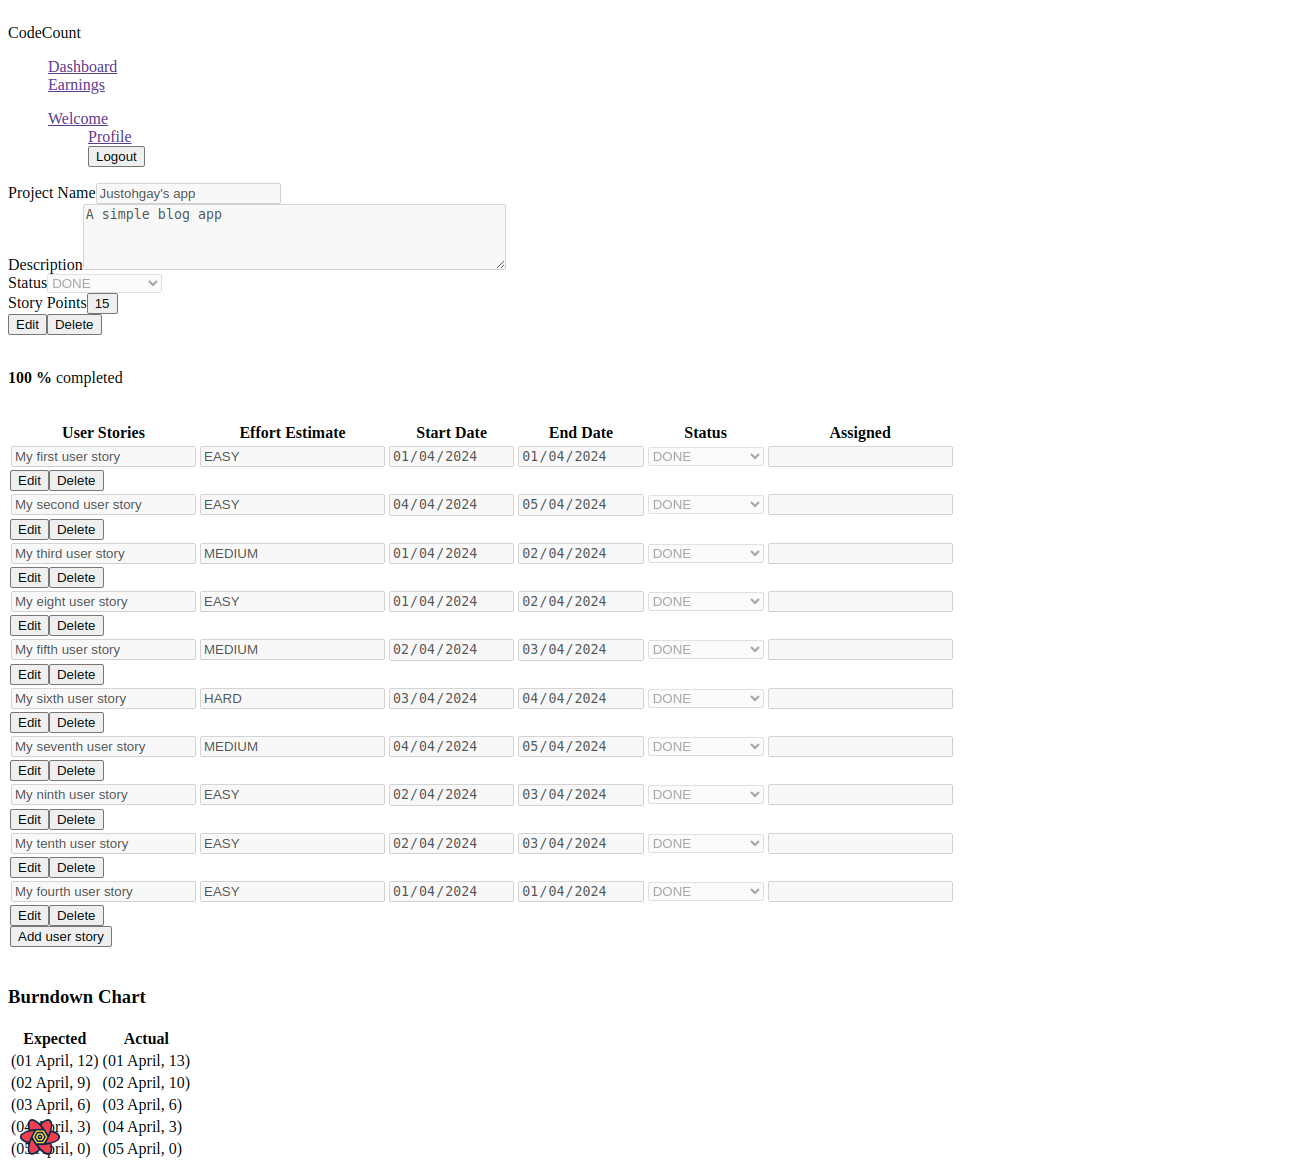 CodeCount
Dashboard
Earnings
Welcome
Profile
Logout
Project Name Justohgay's app
A simple blog app
Description
Status DONE
Story Points 15
Edit Delete
100 % completed
User Stories Effort Estimate Start Date End Date Status Assigned
My first user story EASY 01/04/2024 01/04/2024 DONE
Edit Delete
My second user story EASY 04/04/2024 05/04/2024 DONE
Edit Delete
My third user story MEDIUM 01/04/2024 02/04/2024 DONE
Edit Delete
My eight user story EASY 01/04/2024 02/04/2024 DONE
Edit Delete
My fifth user story MEDIUM 02/04/2024 03/04/2024 DONE
Edit Delete
My sixth user story HARD 03/04/2024 04/04/2024 DONE
Edit Delete
My seventh user story MEDIUM 04/04/2024 05/04/2024 DONE
Edit Delete
My ninth user story EASY 02/04/2024 03/04/2024 DONE
Edit Delete
My tenth user story EASY 02/04/2024 03/04/2024 DONE
Edit Delete
My fourth user story EASY 01/04/2024 01/04/2024 DONE
Edit Delete
Add user story
Burndown Chart
Expected Actual
(01 April, 12) (01 April, 13)
(02 April, 9) (02 April, 10)
(03 April, 6) (03 April, 6)
3) (04 April, 3)
0) (05 April, 0)